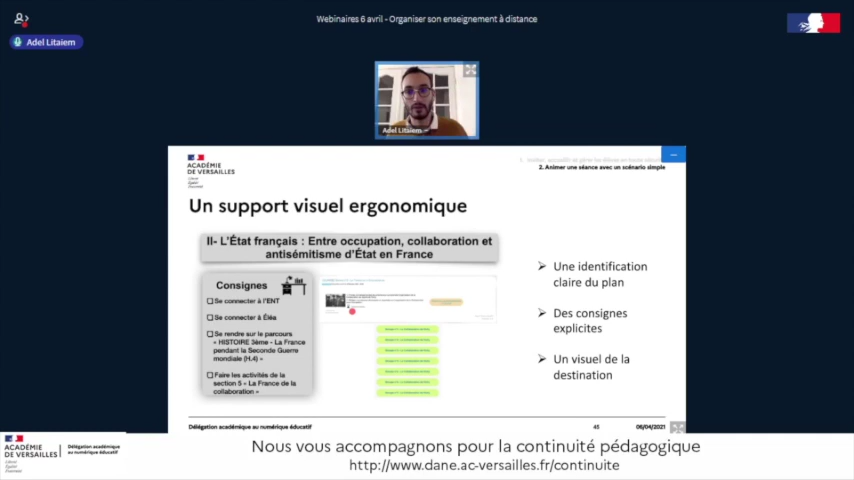 Webinaires 6 avril - Organiser son enseignement à distance
Adel Litaiem
Adel Litaiem
ACADÉMIE
DE VERSAILLES
Liberté
Égalité
Fraternité
2. Animer une séance avec un scénario simple
Un support visuel ergonomique
II- L'État français : Entre occupation, collaboration et
antisémitisme d'État en France
Consignes
Se connecter à l'ENT
Se connecter à Éléa
Se rendre sur le parcours
« HISTOIRE 3ème - La France
pendant la Seconde Guerre
mondiale (H.4) »
Faire les activités de la
section 5 « La France de la
collaboration »
Une identification
claire du plan
Des consignes
explicites
Un visuel de la
destination
Délégation académique au numérique éducatif
45
06/04/2021
ACADÉMIE
DE VERSAILLES
Liberté
Égalité
Fraternité
Délégation académique
au numérique éducatif
Nous vous accompagnons pour la continuité pédagogique
http://www.dane.ac-versailles.fr/continuite